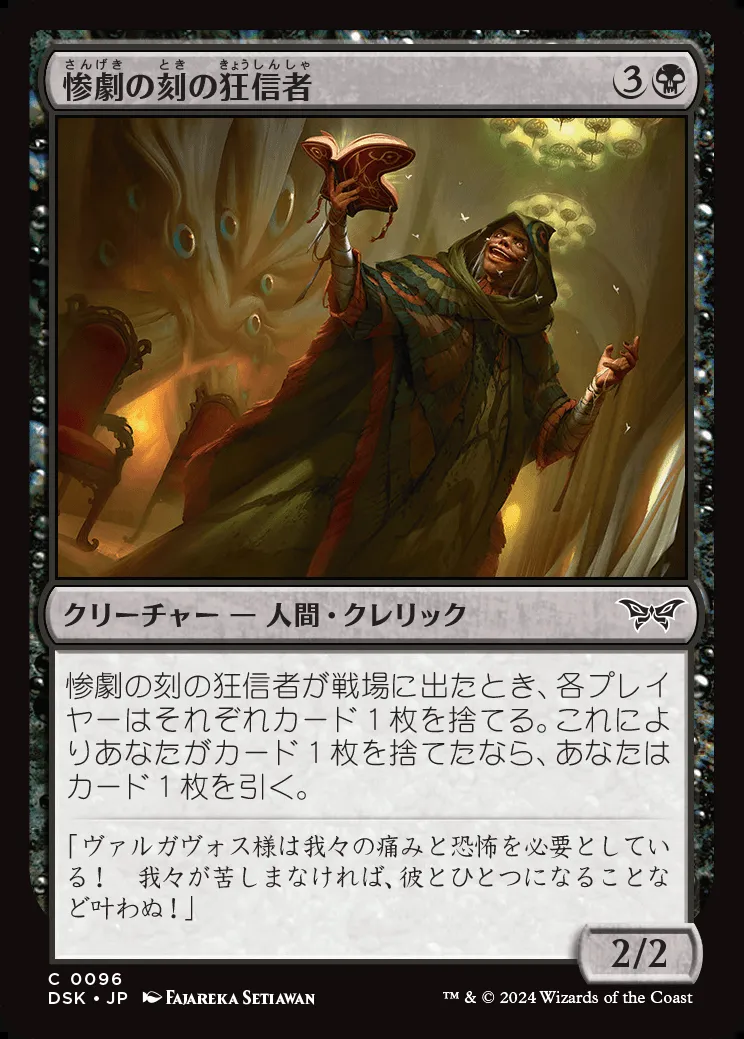 さんげき とき きょうしんしゃ
惨劇の刻の狂信者 3
クリーチャー — 人間・クレリック
惨劇の刻の狂信者が戦場に出たとき、各プレイ
ヤーはそれぞれカード1枚を捨てる。これによ
りあなたがカード1枚を捨てたなら、あなたは
カード1枚を引く。
「ヴァルガヴォス様は我々の痛みと恐怖を必要としてい
る！　我々が苦しまなければ、彼とひとつになることな
ど叶わぬ！」
2/2
C 0096
DSK • JP Fajareka Setiawan
™ & © 2024 Wizards of the Coast